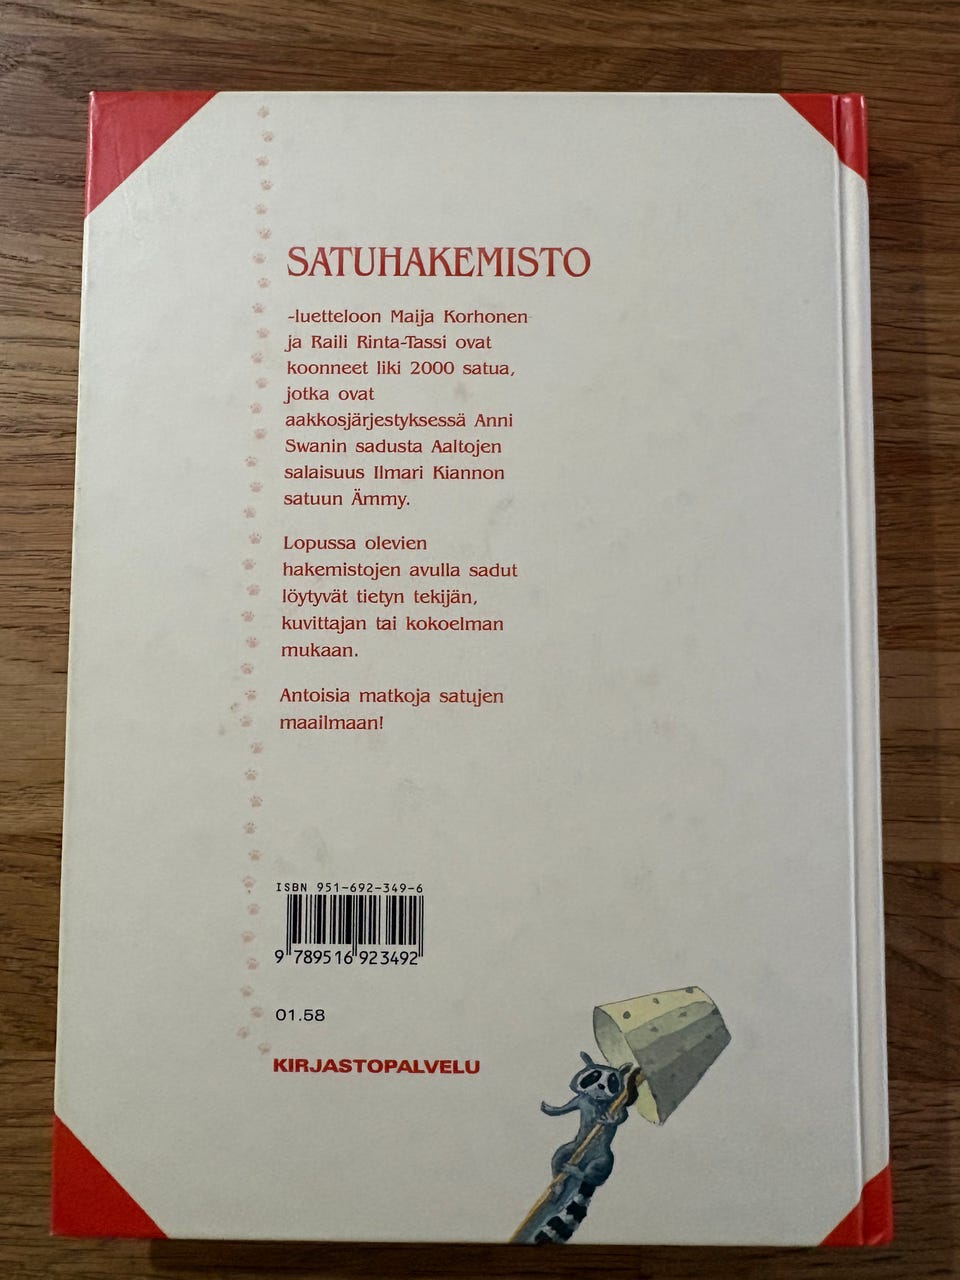 SATUHAKEMISTO
-luetteloon Maija Korhonen
ja Raili Rinta-Tassi ovat
koonneet liki 2000 satua,
jotka ovat
aakkosjärjestyksessä Anni
Swanin sadusta Aaltojen
salaisuus Ilmari Kiannon
satuun Ämmy.
Lopussa olevien
hakemistojen avulla sadut
löytyvät tietyn tekijän,
kuvittajan tai kokoelman
mukaan.
Antoisia matkoja satujen
maailmaan!
ISBN 951-692-349-6
9 789516 923492
01.58
KIRJASTOPALVELU